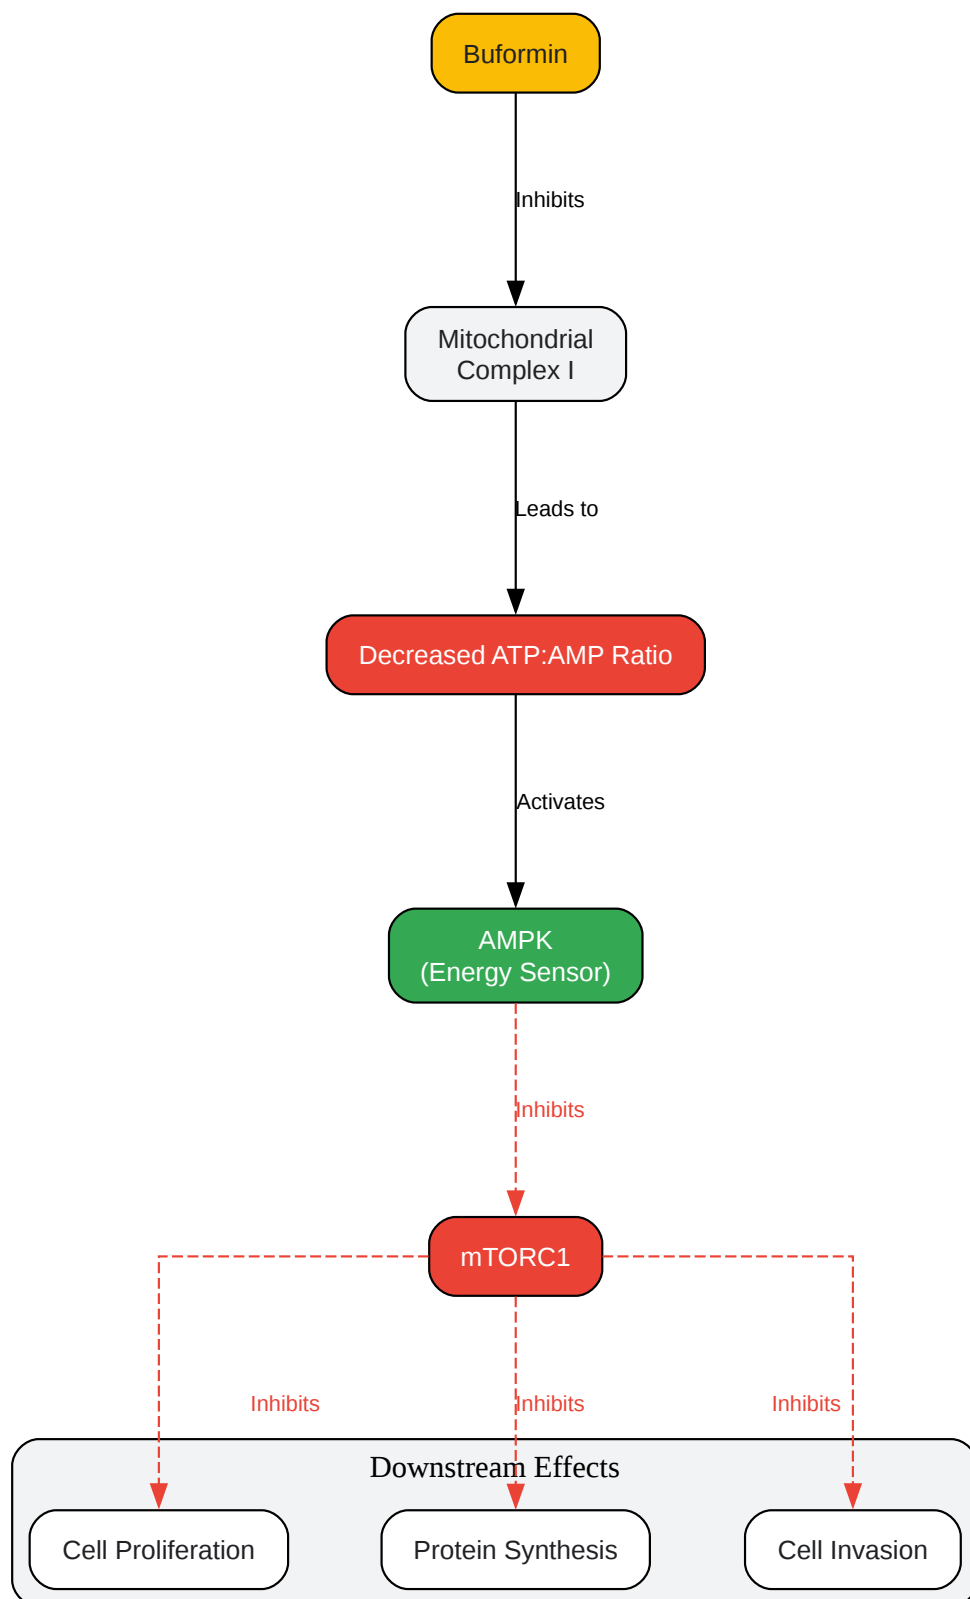 Buformin
Inhibits
Mitochondrial
Complex I
Leads to
Decreased ATP:AMP Ratio
Activates
AMPK
(Energy Sensor)
Inhibits
mTORC1
Inhibits
Inhibits
Inhibits
Downstream Effects
Cell Proliferation
Protein Synthesis
Cell Invasion